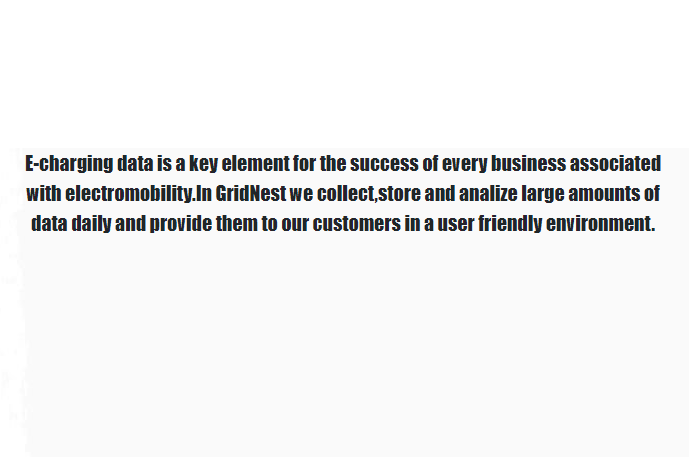 E-charging data is a key element for the success of every business associated
with electromobility.In GridNest we collect,store and analize large amounts of
data daily and provide them to our customers in a user friendly environment.